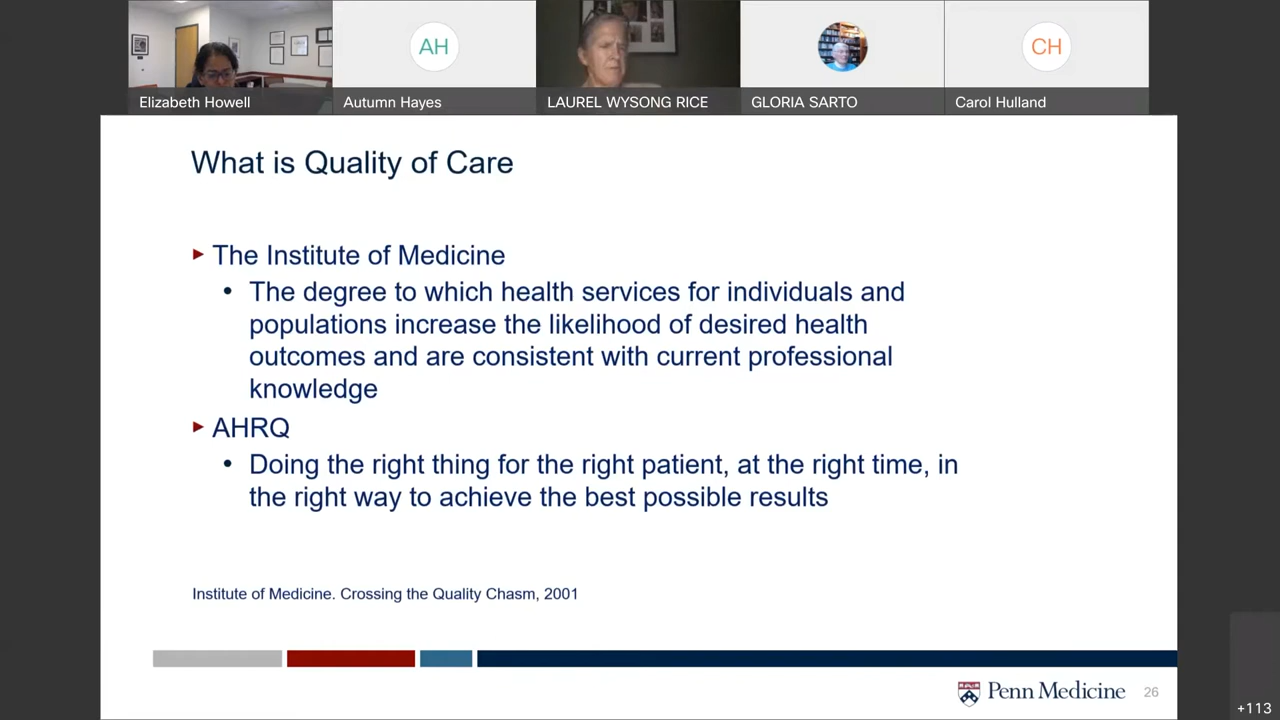 Elizabeth Howell
AH
Autumn Hayes
LAUREL WYSONG RICE
GLORIA SARTO
CH
Carol Hulland
What is Quality of Care
The Institute of Medicine
• The degree to which health services for individuals and
populations increase the likelihood of desired health
outcomes and are consistent with current professional
knowledge
AHRQ
• Doing the right thing for the right patient, at the right time, in
the right way to achieve the best possible results
Institute of Medicine. Crossing the Quality Chasm, 2001
Penn Medicine 26
+113